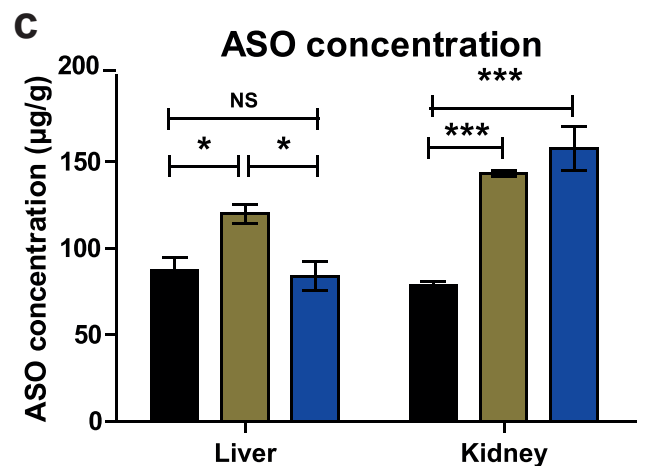 C
ASO concentration
ASO concentration (µg/g)
200
150
100
50
0
NS
*
*
***
***
Liver
Kidney